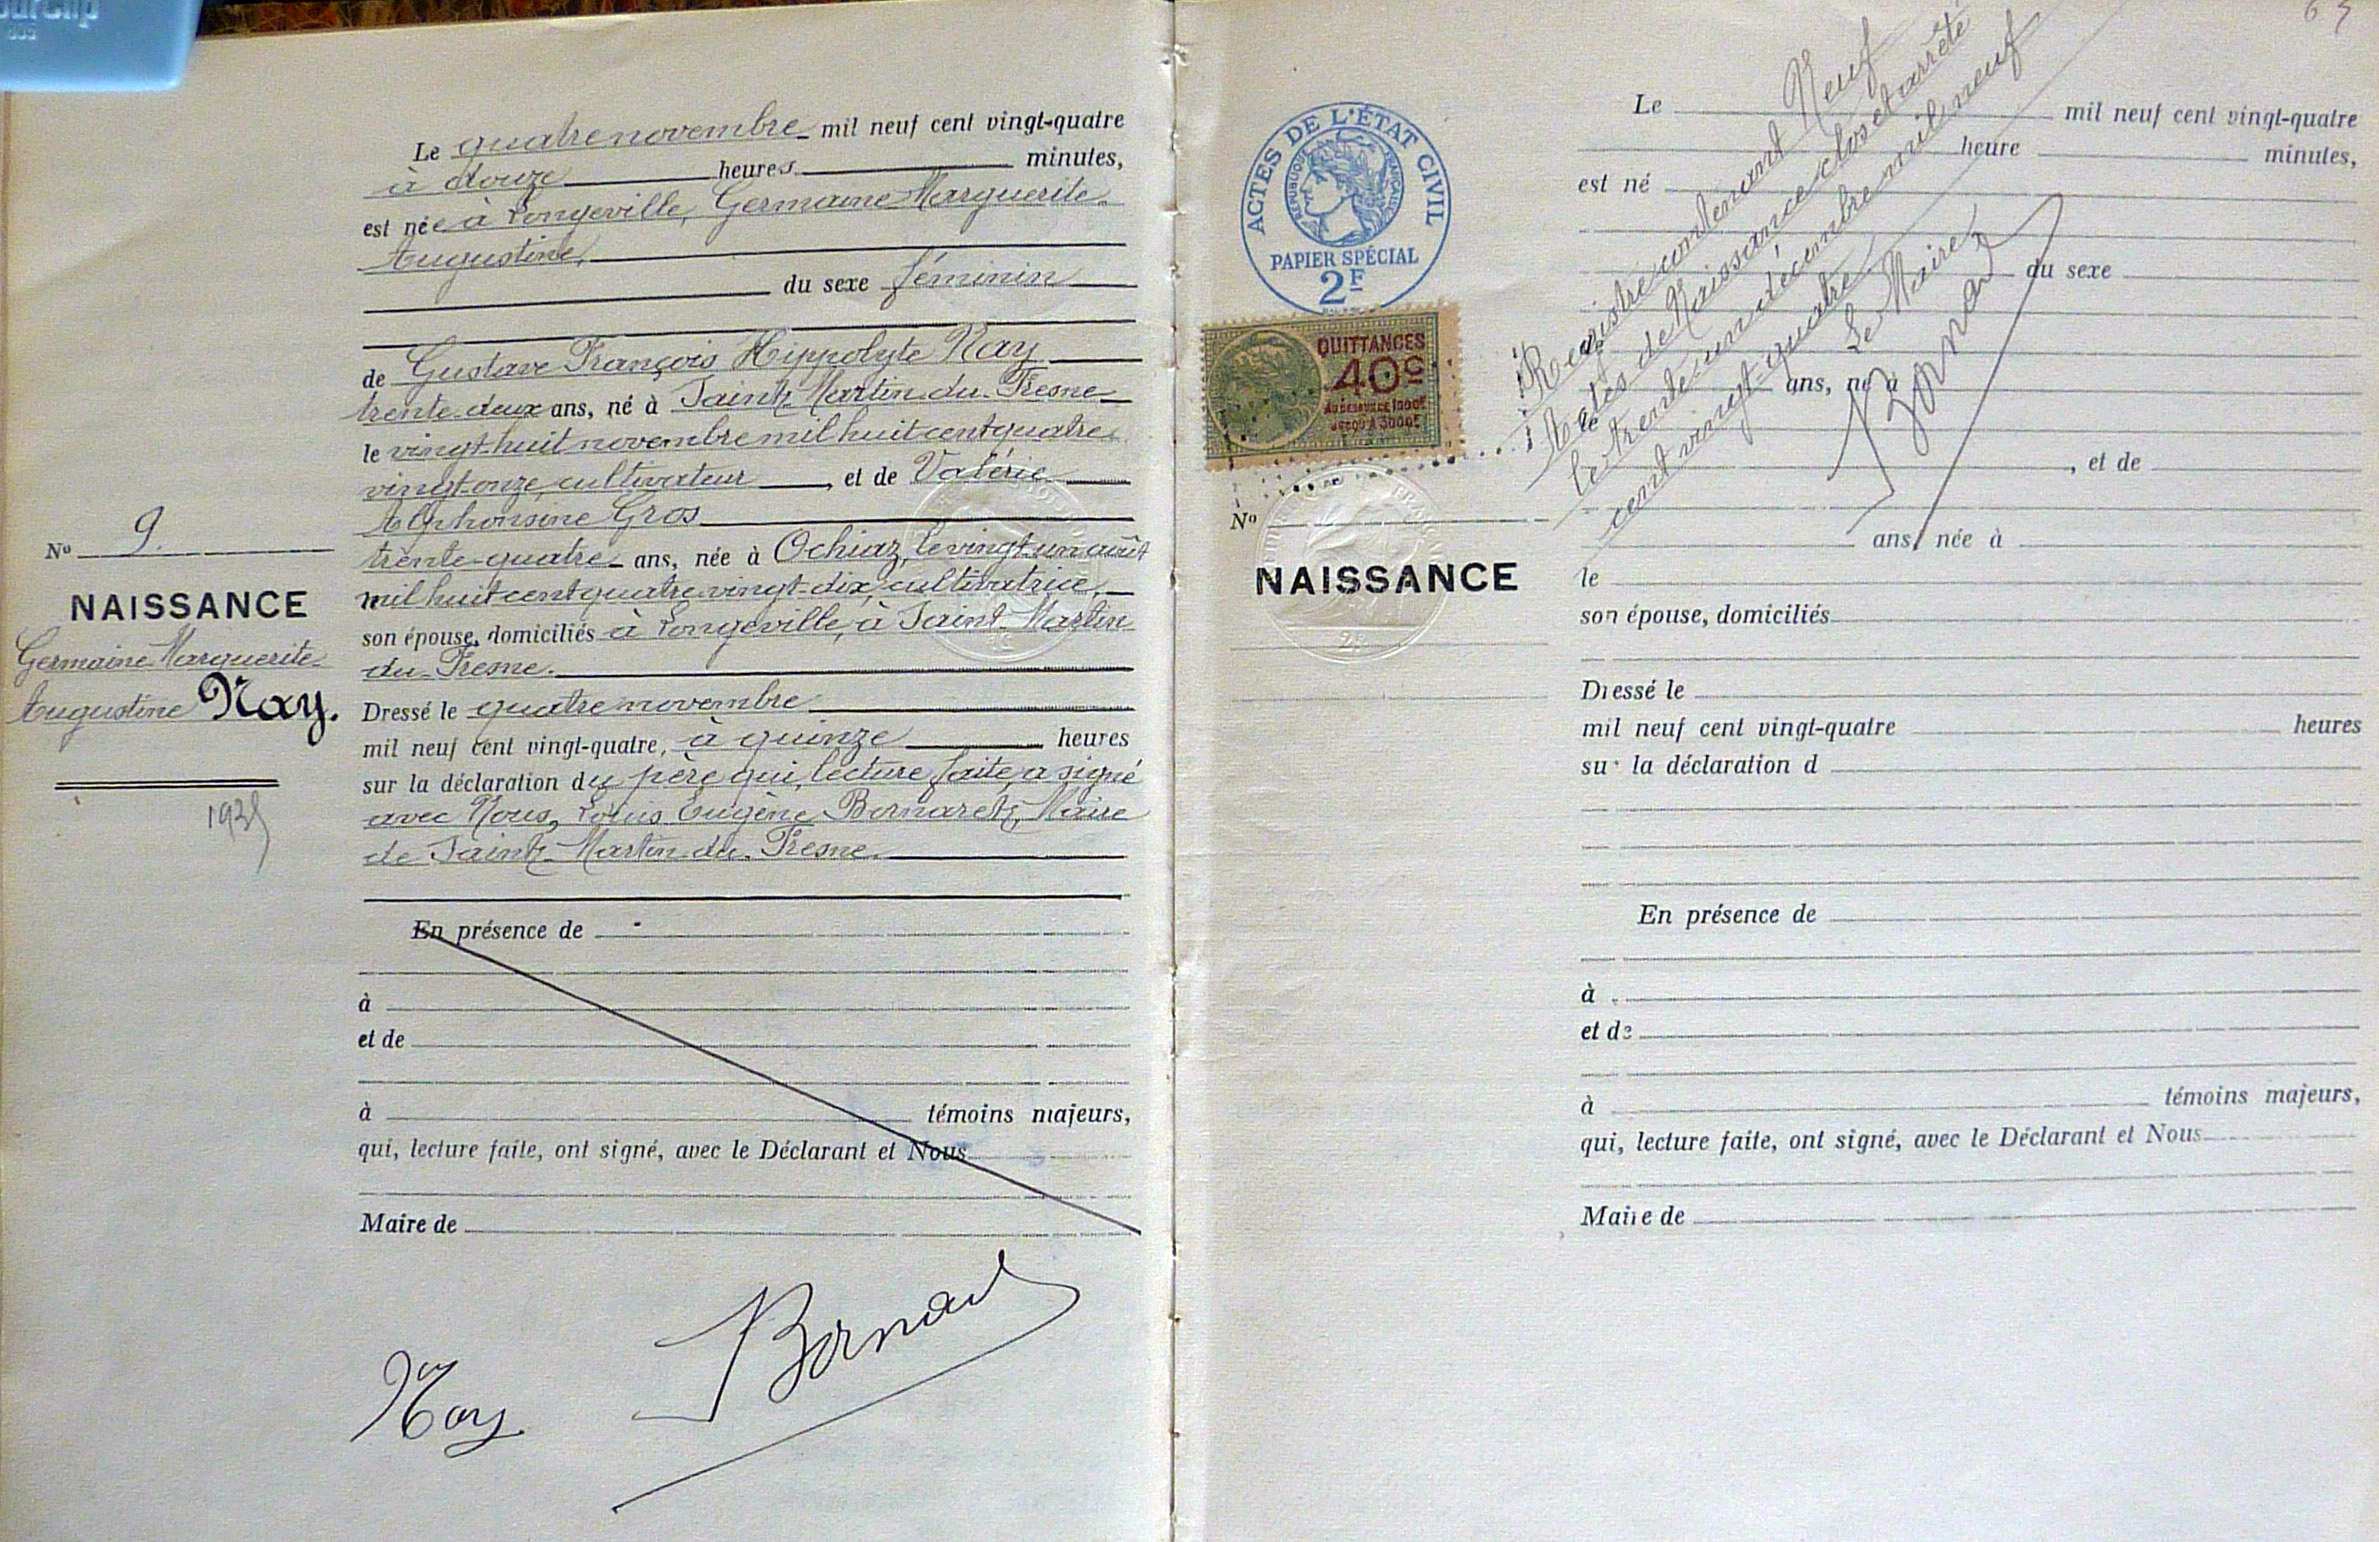 Le quatre novembre mil neuf cent vingt-quatre
à douze heures minutes,
est née à Longeville, Germaine Marguerite
Augustine,
du sexe féminin
de Gustave François Hippolyte Nay
trente-deux ans, né à Saint-Martin-du-Fresne
le vingt-huit novembre mil huit cent quatre
vingt-onze, cultivateur, et de Valérie
Alphonsine Gros
trente-quatre ans, née à Ochiaz, le vingt-un août
mil huit cent quatre-vingt-dix, cultivatrice,
son épouse, domiciliés à Longeville, à Saint-Martin
du-Fresne.
Dressé le quatre novembre
mil neuf cent vingt-quatre, à quinze heures
sur la déclaration du père qui, lecture faite, a signé
avec Nous, Louis Eugène Maire
de Saint-Martin-du-Fresne.
En présence de
à
et de
à témoins majeurs,
qui, lecture faite, ont signé, avec le Déclarant et Nous
Maire de
Nay
No 9.
NAISSANCE
Germaine Marguerite
Augustine Nay.
ACTES DE L'ÉTAT CIVIL
RÉPUBLIQUE FRANÇAISE
PAPIER SPÉCIAL
2F
QUITTANCES
40c
AU DESSUS DE 1000F
JUSQU'À 3000F
No
NAISSANCE
Registre contenant Neuf
Actes de Naissance clos et arrêté
le trente-un décembre mil neuf
cent vingt-quatre
Le Maire,
Le mil neuf cent vingt-quatre
heure minutes,
est né
du sexe
de
ans, né à
le
, et de
ans, née à
le
son épouse, domiciliés
Dressé le
mil neuf cent vingt-quatre heures
sur la déclaration d
En présence de
à
et de
à témoins majeurs,
qui, lecture faite, ont signé, avec le Déclarant et Nous
Maire de